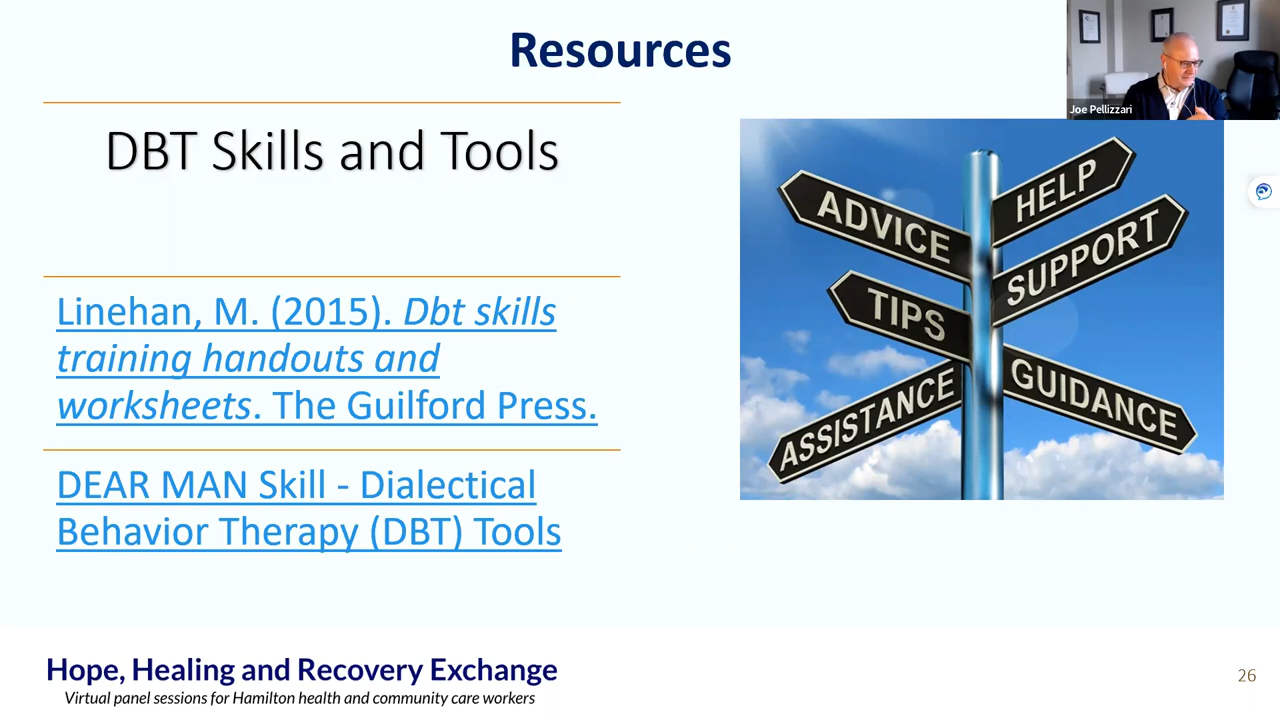 Resources
Joe Pellizzari
DBT Skills and Tools
Linehan, M. (2015). Dbt skills
training handouts and
worksheets. The Guilford Press.
DEAR MAN Skill - Dialectical
Behavior Therapy (DBT) Tools
HELP
ADVICE
SUPPORT
TIPS
GUIDANCE
ASSISTANCE
Hope, Healing and Recovery Exchange
Virtual panel sessions for Hamilton health and community care workers
26